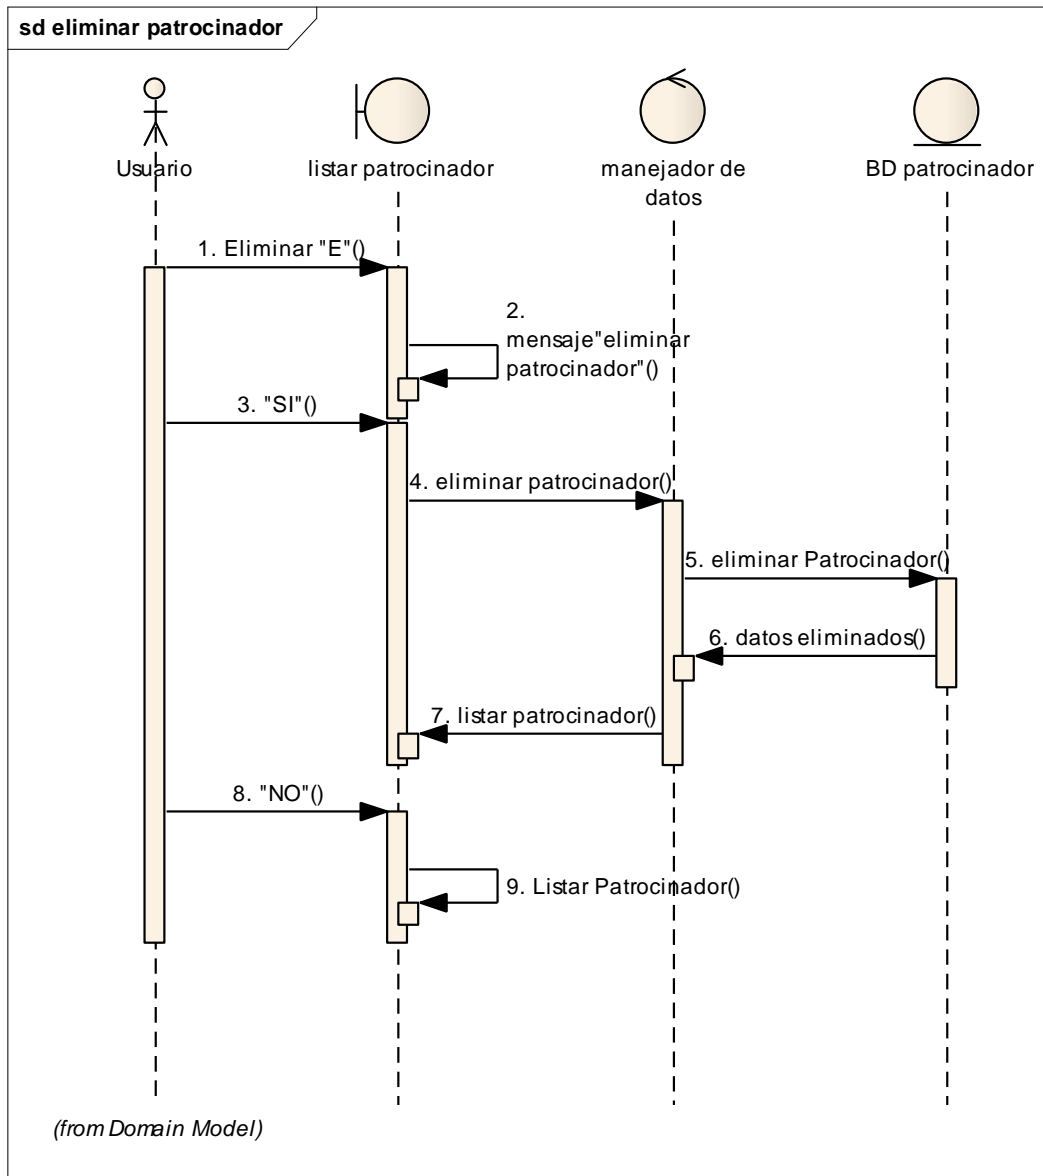 sd eliminar patrocinador
Usuario
listar patrocinador
manejador de
datos
BD patrocinador
1. Eliminar "E"()
2.
mensaje"eliminar
patrocinador"()
3. "SI"()
4. eliminar patrocinador()
5. eliminar Patrocinador()
6. datos eliminados()
7. listar patrocinador()
8. "NO"()
9. Listar Patrocinador()
(from Domain Model)